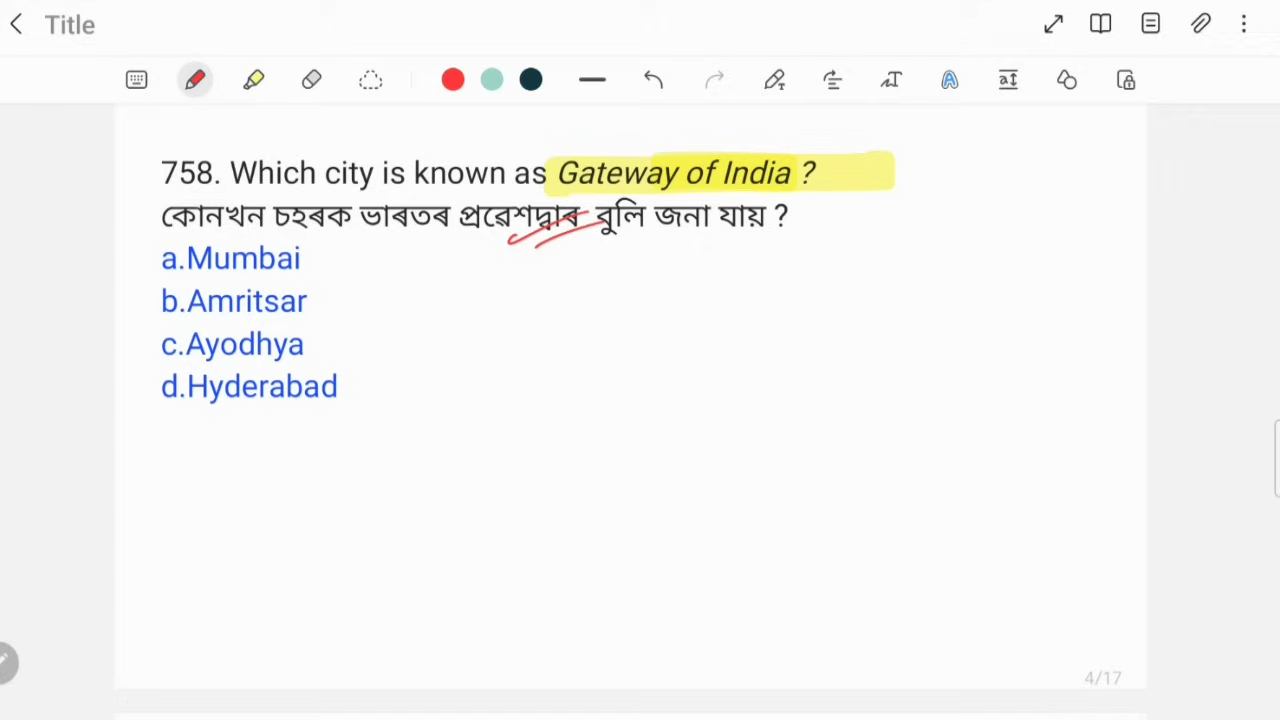 Title
758. Which city is known as Gateway of India ?
কোনখন চহৰক ভাৰতৰ প্ৰৱেশদ্বাৰ বুলি জনা যায় ?
a.Mumbai
b.Amritsar
c.Ayodhya
d.Hyderabad
4/17